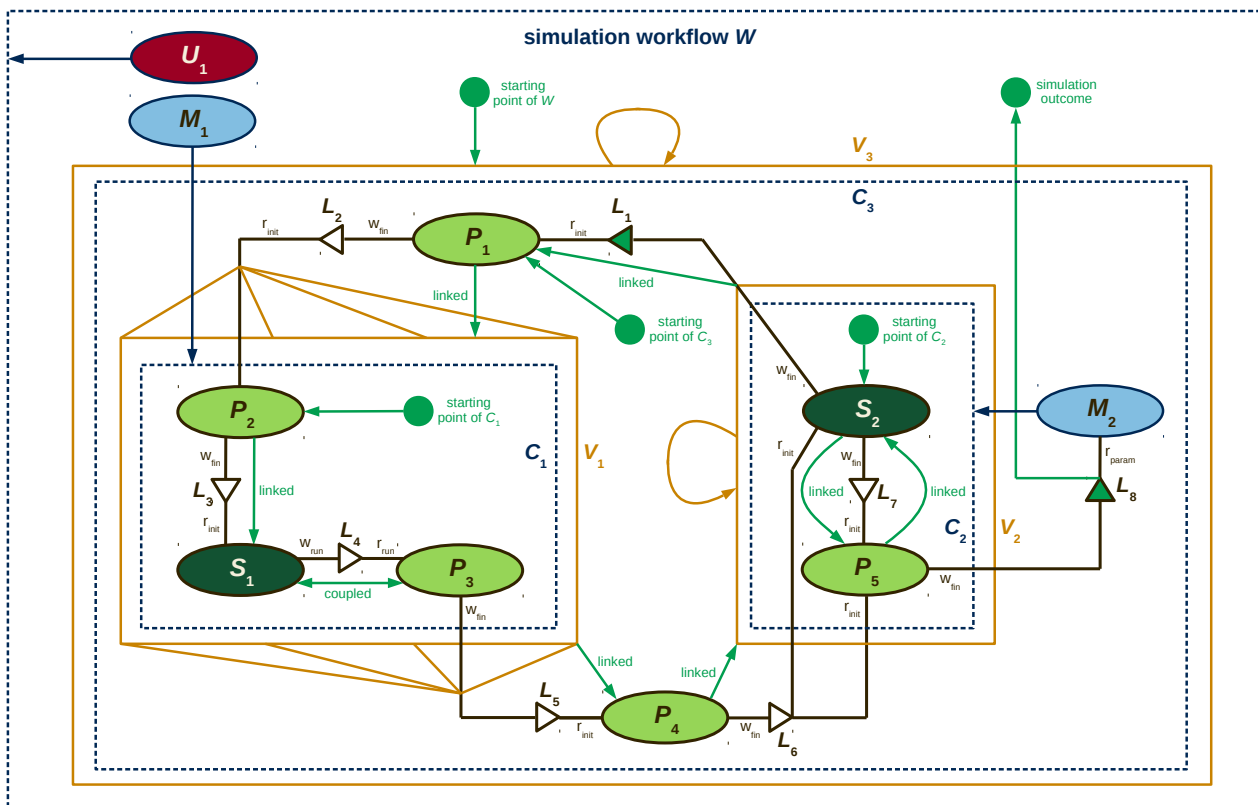 simulation workflow W
U1
M1
starting
point of W
simulation
outcome
V3
C3
L2
rinit
wfin
P1
L1
rinit
linked
linked
starting
point of C3
starting
point of C2
wfin
S2
M2
P2
starting
point of C1
C1
V1
rinit
wfin
L3
linked
rinit
L4
wrun
rrun
S1
P3
coupled
wfin
linked
wfin
L7
linked
rinit
C2
V2
rparam
L8
P5
wfin
rinit
linked
linked
L5
rinit
P4
wfin
L6